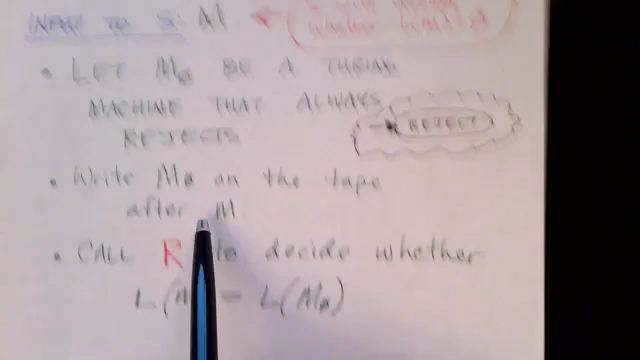 INPUT TO S: M
• LET M∅ BE A TURING
MACHINE THAT ALWAYS
REJECTS
REJECT
• Write M∅ on the tape
after M
• CALL R to decide whether
L( = L(M∅)